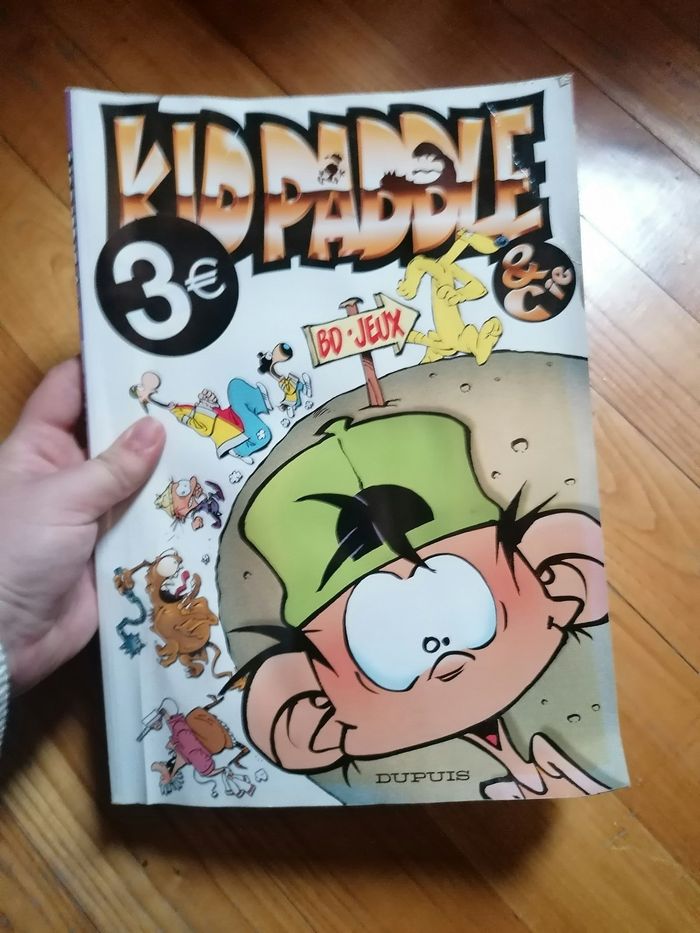 KID PADDLE
& Cie
3€
BD • JEUX
DUPUIS